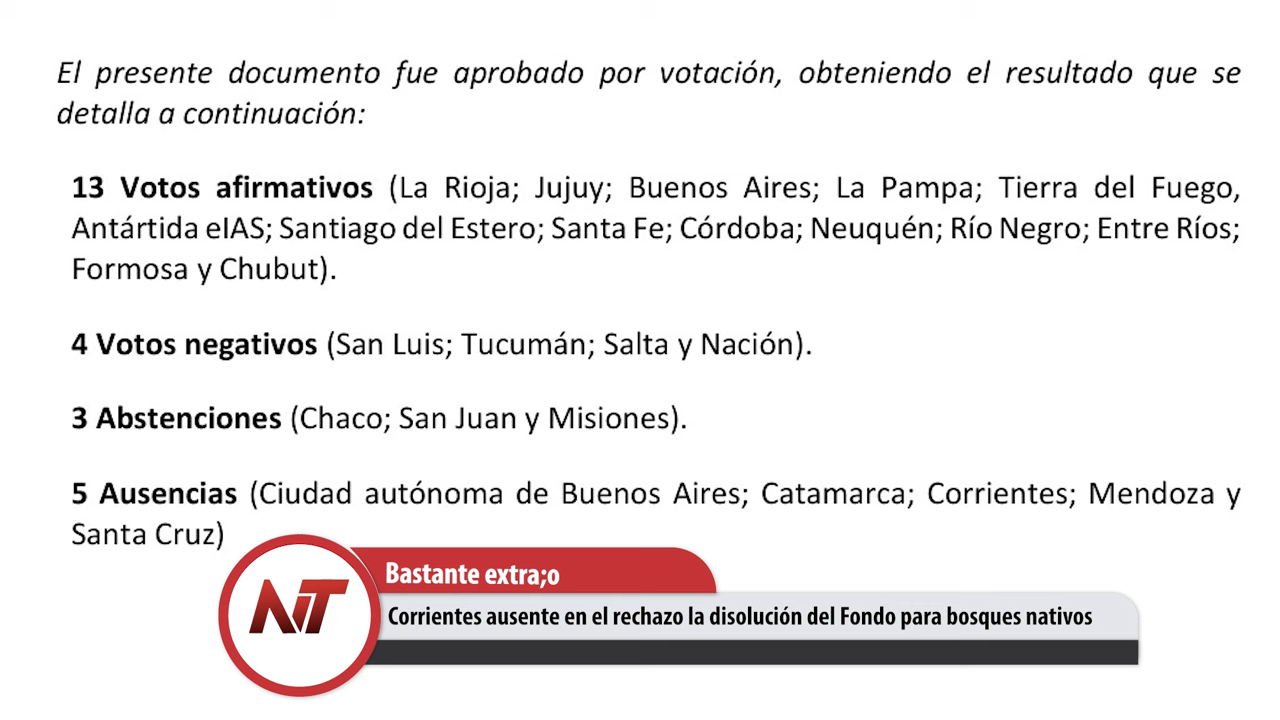 El presente documento fue aprobado por votación, obteniendo el resultado que se
detalla a continuación:
13 Votos afirmativos (La Rioja; Jujuy; Buenos Aires; La Pampa; Tierra del Fuego,
Antártida eIAS; Santiago del Estero; Santa Fe; Córdoba; Neuquén; Río Negro; Entre Ríos;
Formosa y Chubut).
4 Votos negativos (San Luis; Tucumán; Salta y Nación).
3 Abstenciones (Chaco; San Juan y Misiones).
5 Ausencias (Ciudad autónoma de Buenos Aires; Catamarca; Corrientes; Mendoza y
Santa Cruz)
NT
Bastante extra;o
Corrientes ausente en el rechazo la disolución del Fondo para bosques nativos